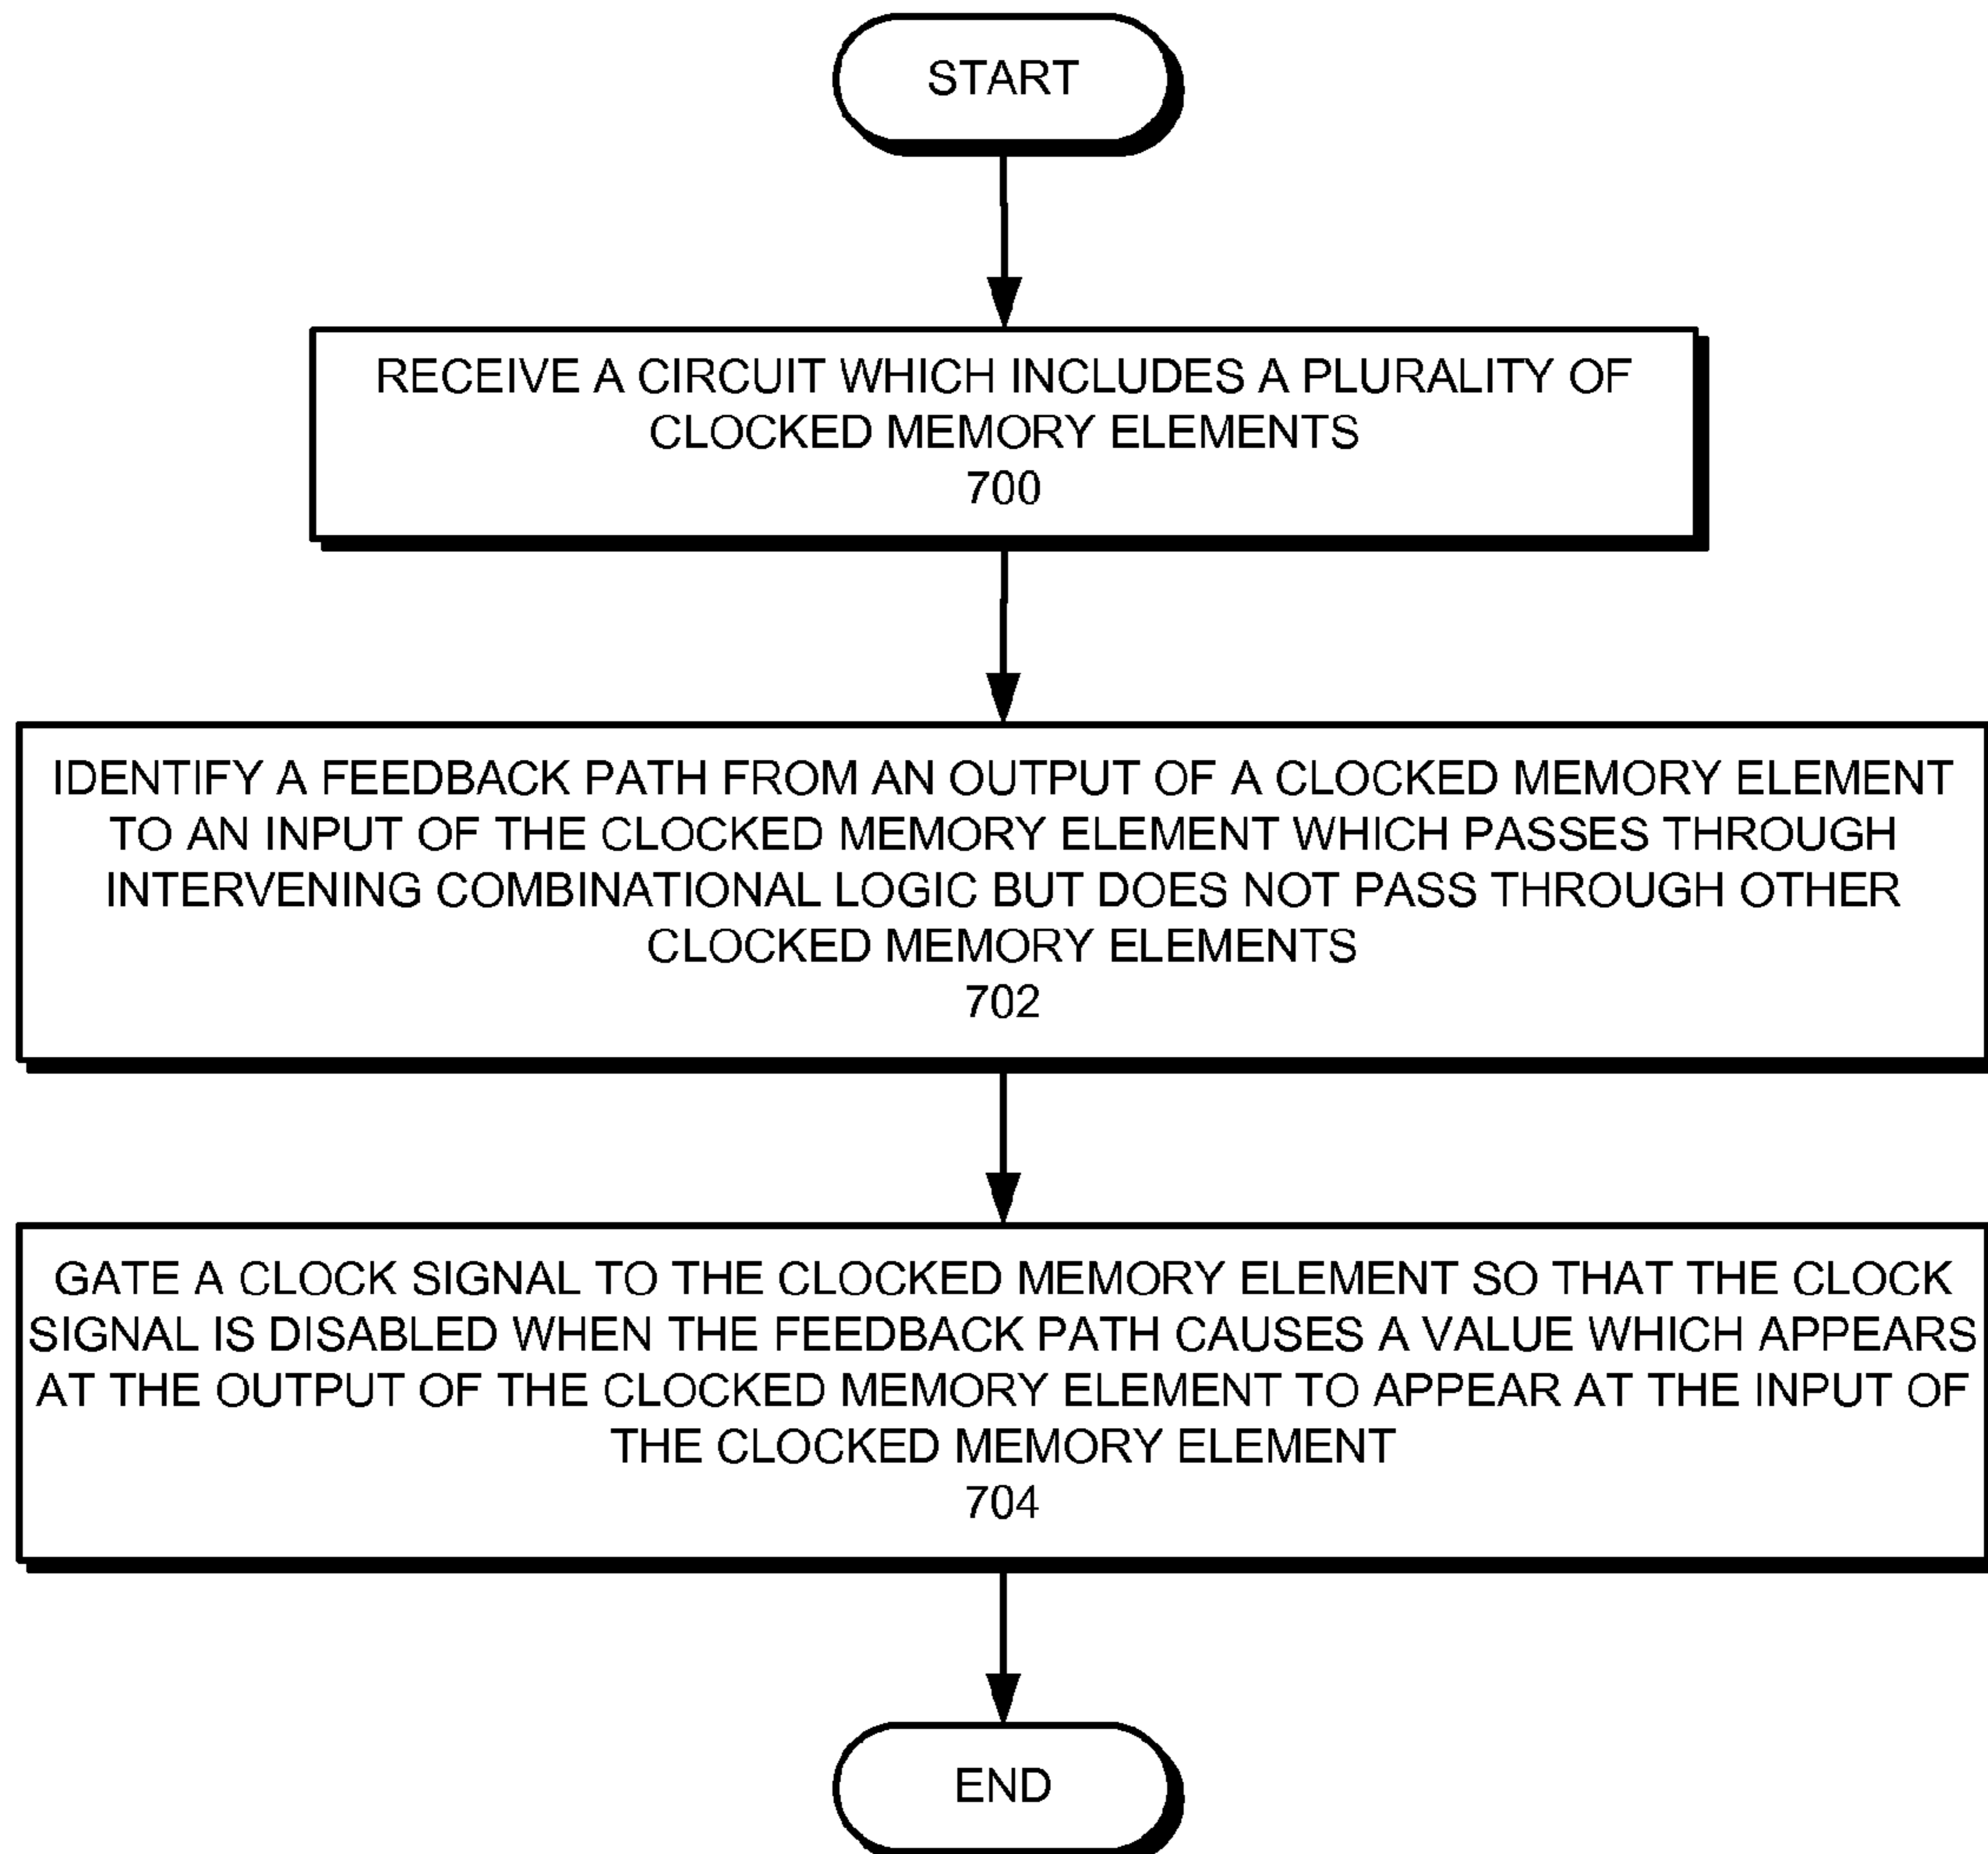 START
RECEIVE A CIRCUIT WHICH INCLUDES A PLURALITY OF
CLOCKED MEMORY ELEMENTS
700
IDENTIFY A FEEDBACK PATH FROM AN OUTPUT OF A CLOCKED MEMORY ELEMENT
TO AN INPUT OF THE CLOCKED MEMORY ELEMENT WHICH PASSES THROUGH
INTERVENING COMBINATIONAL LOGIC BUT DOES NOT PASS THROUGH OTHER
CLOCKED MEMORY ELEMENTS
702
GATE A CLOCK SIGNAL TO THE CLOCKED MEMORY ELEMENT SO THAT THE CLOCK
SIGNAL IS DISABLED WHEN THE FEEDBACK PATH CAUSES A VALUE WHICH APPEARS
AT THE OUTPUT OF THE CLOCKED MEMORY ELEMENT TO APPEAR AT THE INPUT OF
THE CLOCKED MEMORY ELEMENT
704
END